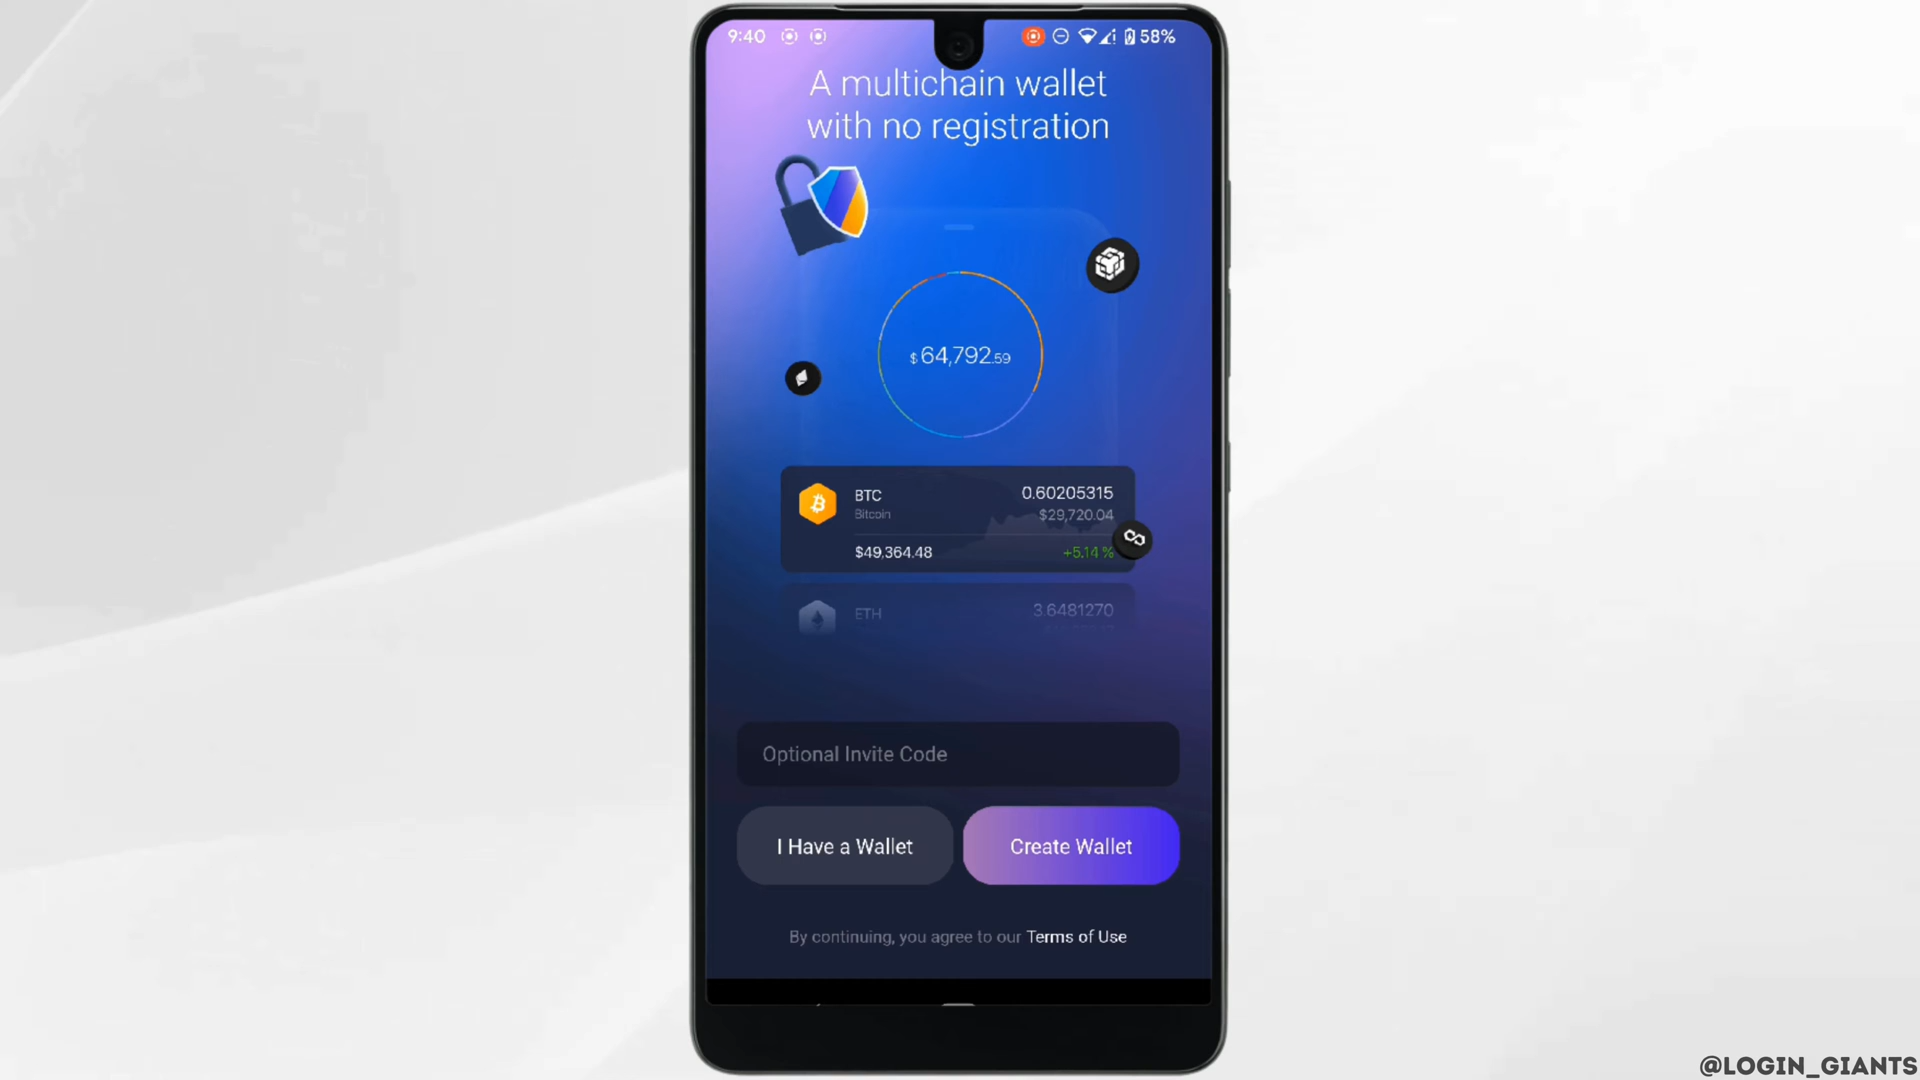 9:40
58%
A multichain wallet
with no registration
$64,792.59
BTC
0.60205315
Bitcoin
$29,720.04
$49,364.48
+5.14 %
ETH
3.6481270
Optional Invite Code
I Have a Wallet
Create Wallet
By continuing, you agree to our Terms of Use
@LOGIN_GIANTS